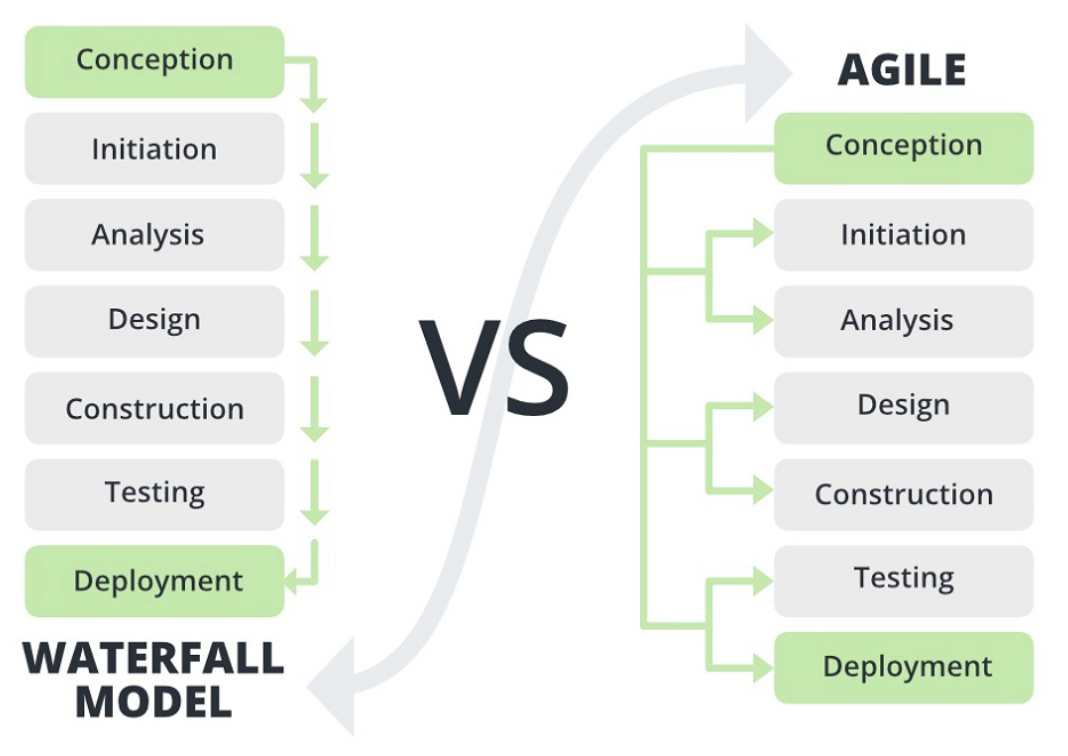 Conception
Initiation
Analysis
Design
Construction
Testing
Deployment
WATERFALL
MODEL
VS
AGILE
Conception
Initiation
Analysis
Design
Construction
Testing
Deployment